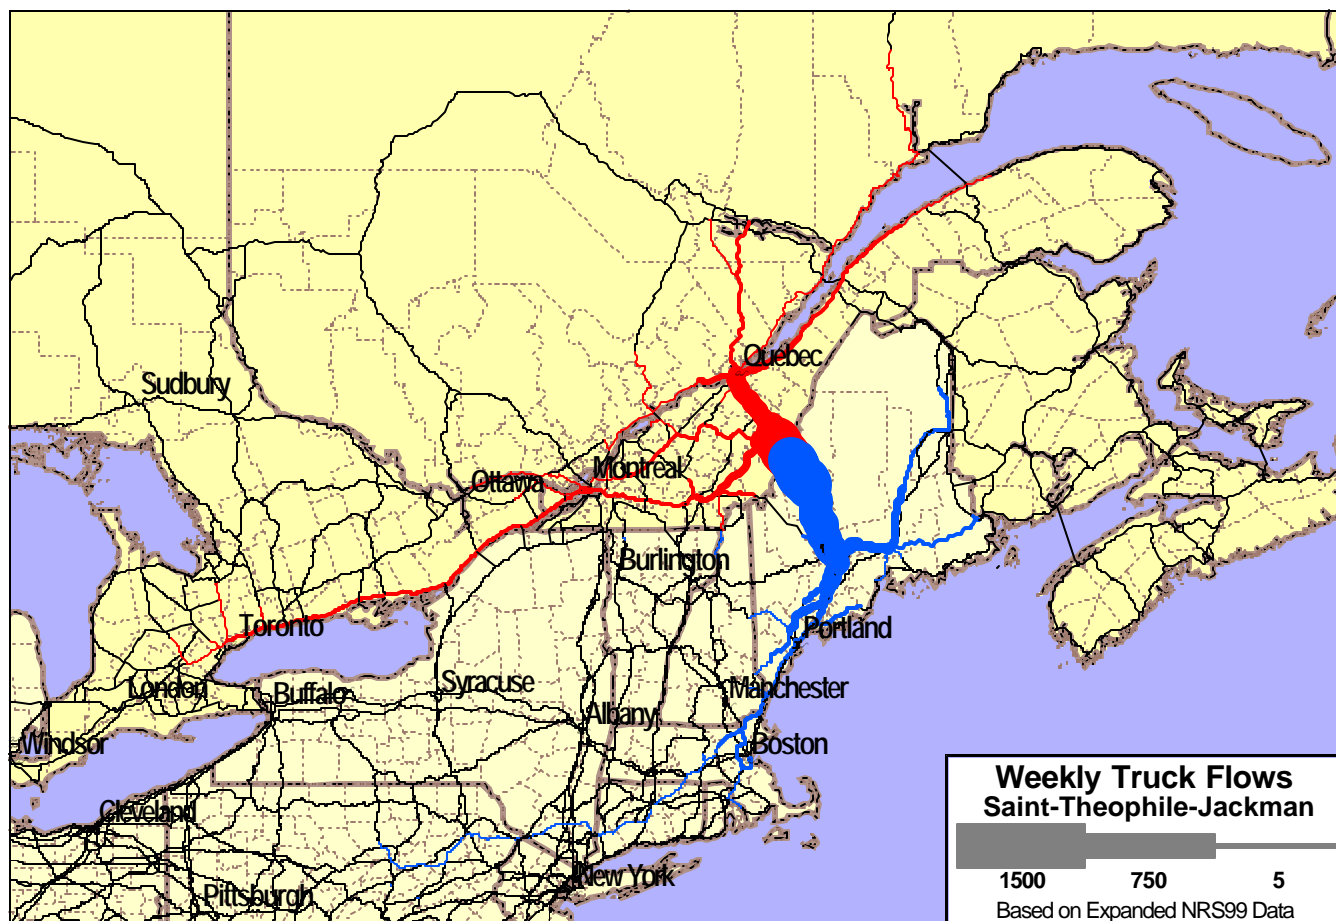 Québec
Sudbury
Montreal
Ottawa
Burlington
Toronto
Portland
London
Buffalo
Syracuse
Manchester
Albany
Windsor
Boston
Cleveland
New York
Pittsburgh
Weekly Truck Flows
Saint-Theophile-Jackman
1500 750 5
Based on Expanded NRS99 Data